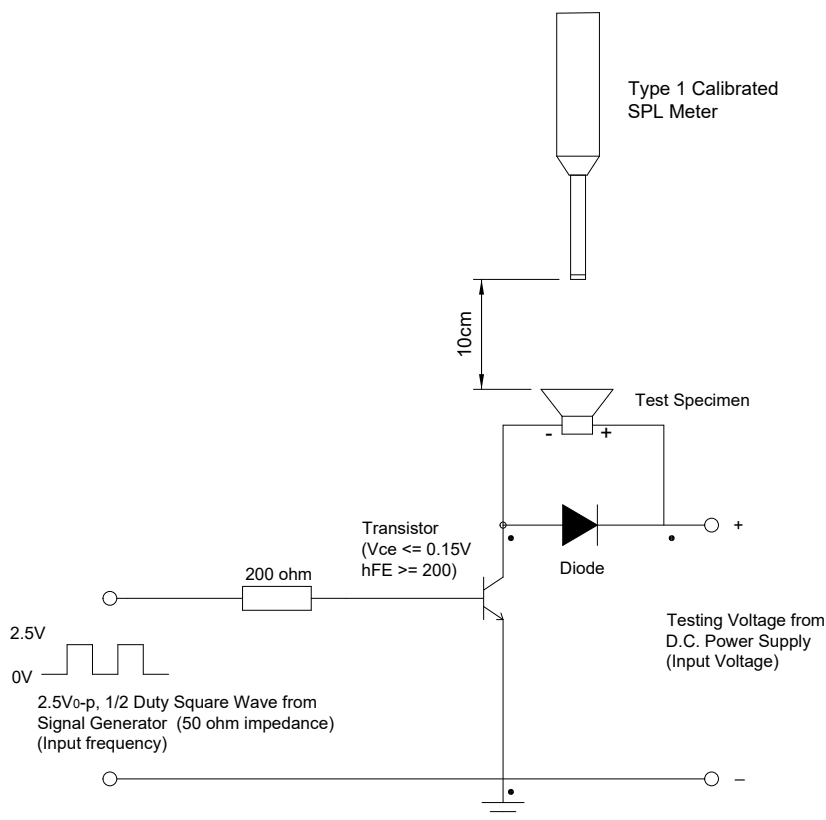 Type 1 Calibrated
SPL Meter
10cm
Test Specimen
- +
Transistor
(Vce <= 0.15V
hFE >= 200)
+
200 ohm
Diode
2.5V
0V
Testing Voltage from
D.C. Power Supply
(Input Voltage)
2.5V0-p, 1/2 Duty Square Wave from
Signal Generator (50 ohm impedance)
(Input frequency)
–